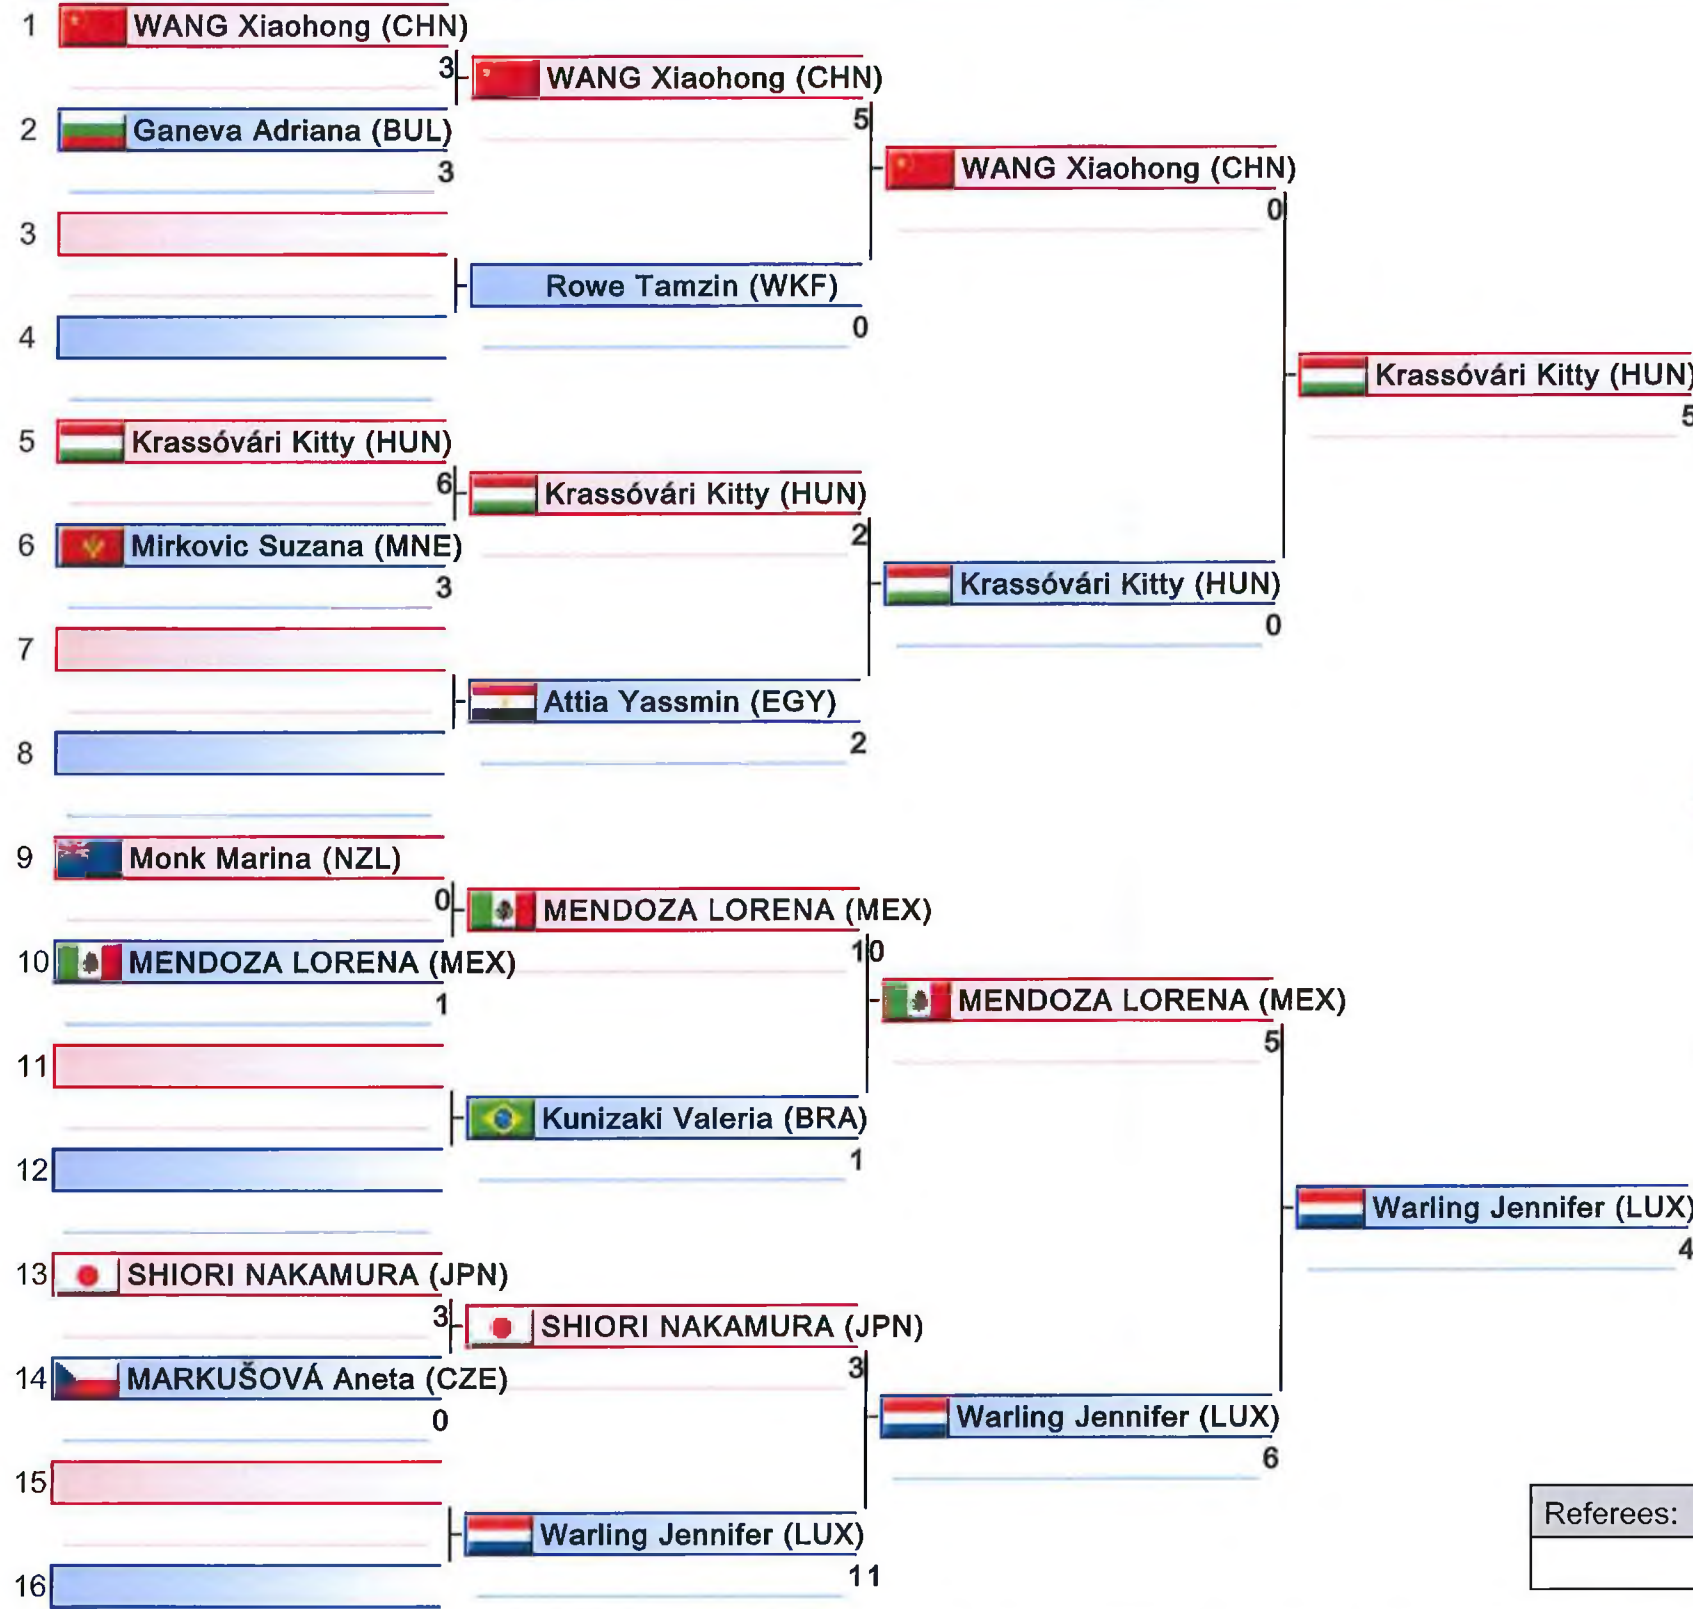 1 WANG Xiaohong (CHN)
3
WANG Xiaohong (CHN)
5
2 Ganeva Adriana (BUL)
3
WANG Xiaohong (CHN)
0
3
Rowe Tamzin (WKF)
0
4
Krassóvári Kitty (HUN)
5
5 Krassóvári Kitty (HUN)
6
Krassóvári Kitty (HUN)
2
6 Mirkovic Suzana (MNE)
3
Krassóvári Kitty (HUN)
0
7
Attia Yassmin (EGY)
2
8
9 Monk Marina (NZL)
0
MENDOZA LORENA (MEX)
10
10 MENDOZA LORENA (MEX)
1
MENDOZA LORENA (MEX)
5
11
Kunizaki Valeria (BRA)
1
12
Warling Jennifer (LUX)
4
13 SHIORI NAKAMURA (JPN)
3
SHIORI NAKAMURA (JPN)
3
14 MARKUŠOVÁ Aneta (CZE)
0
Warling Jennifer (LUX)
6
15
Warling Jennifer (LUX)
11
16
Referees: